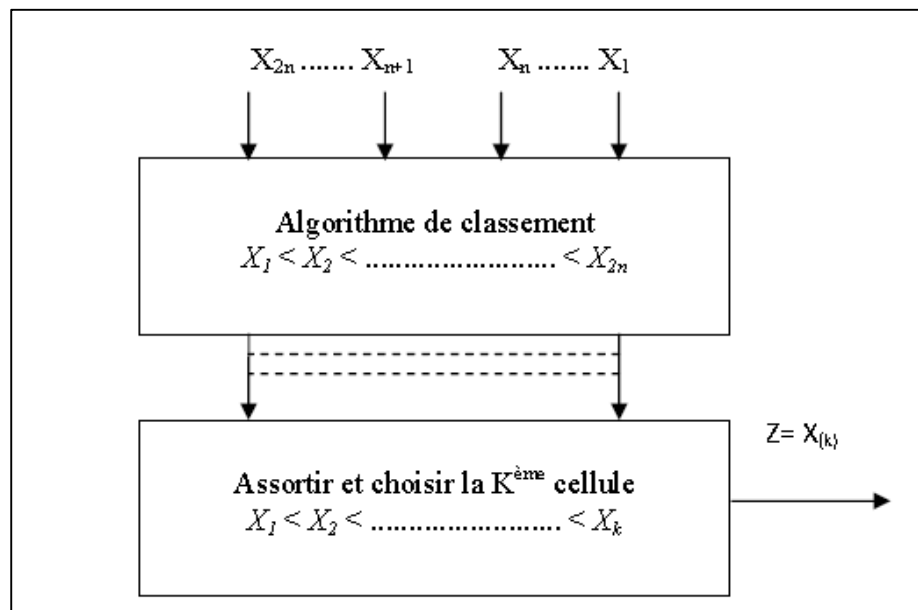 X₂ₙ ....... Xₙ₊₁ Xₙ ....... X₁
Algorithme de classement
X₁ < X₂ < .......................... < X₂ₙ
Z= X₍ₖ₎
Assortir et choisir la Kᵉ̀ᵐᵉ cellule
X₁ < X₂ < .......................... < Xₖ